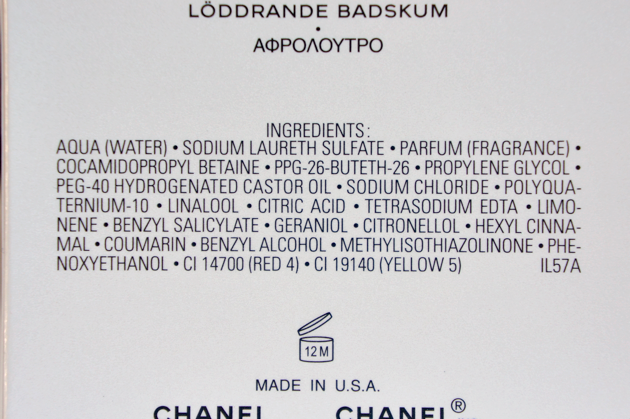 LÖDDRANDE BADSKUM
•
ΑΦΡΟΛΟΥΤΡΟ
INGREDIENTS:
AQUA (WATER) • SODIUM LAURETH SULFATE • PARFUM (FRAGRANCE) •
COCAMIDOPROPYL BETAINE • PPG-26-BUTETH-26 • PROPYLENE GLYCOL •
PEG-40 HYDROGENATED CASTOR OIL • SODIUM CHLORIDE • POLYQUA-
TERNIUM-10 • LINALOOL • CITRIC ACID • TETRASODIUM EDTA • LIMO-
NENE • BENZYL SALICYLATE • GERANIOL • CITRONELLOL • HEXYL CINNA-
MAL • COUMARIN • BENZYL ALCOHOL • METHYLISOTHIAZOLINONE • PHE-
NOXYETHANOL • CI 14700 (RED 4) • CI 19140 (YELLOW 5) IL57A
12 M
MADE IN U.S.A.
CHANEL CHANEL®